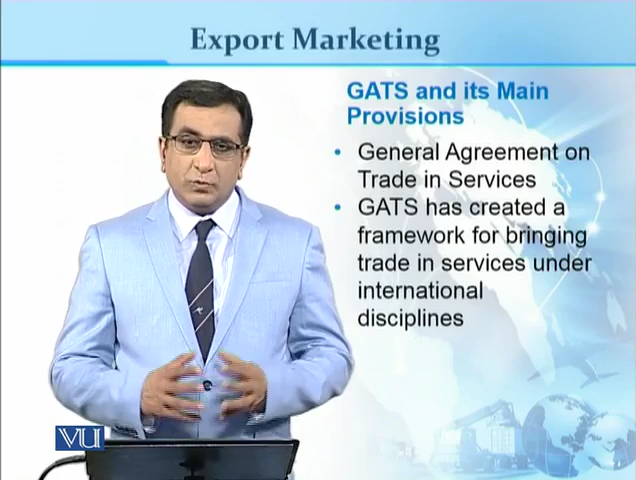 Export Marketing
GATS and its Main
Provisions
• General Agreement on
Trade in Services
• GATS has created a
framework for bringing
trade in services under
international
disciplines
VU